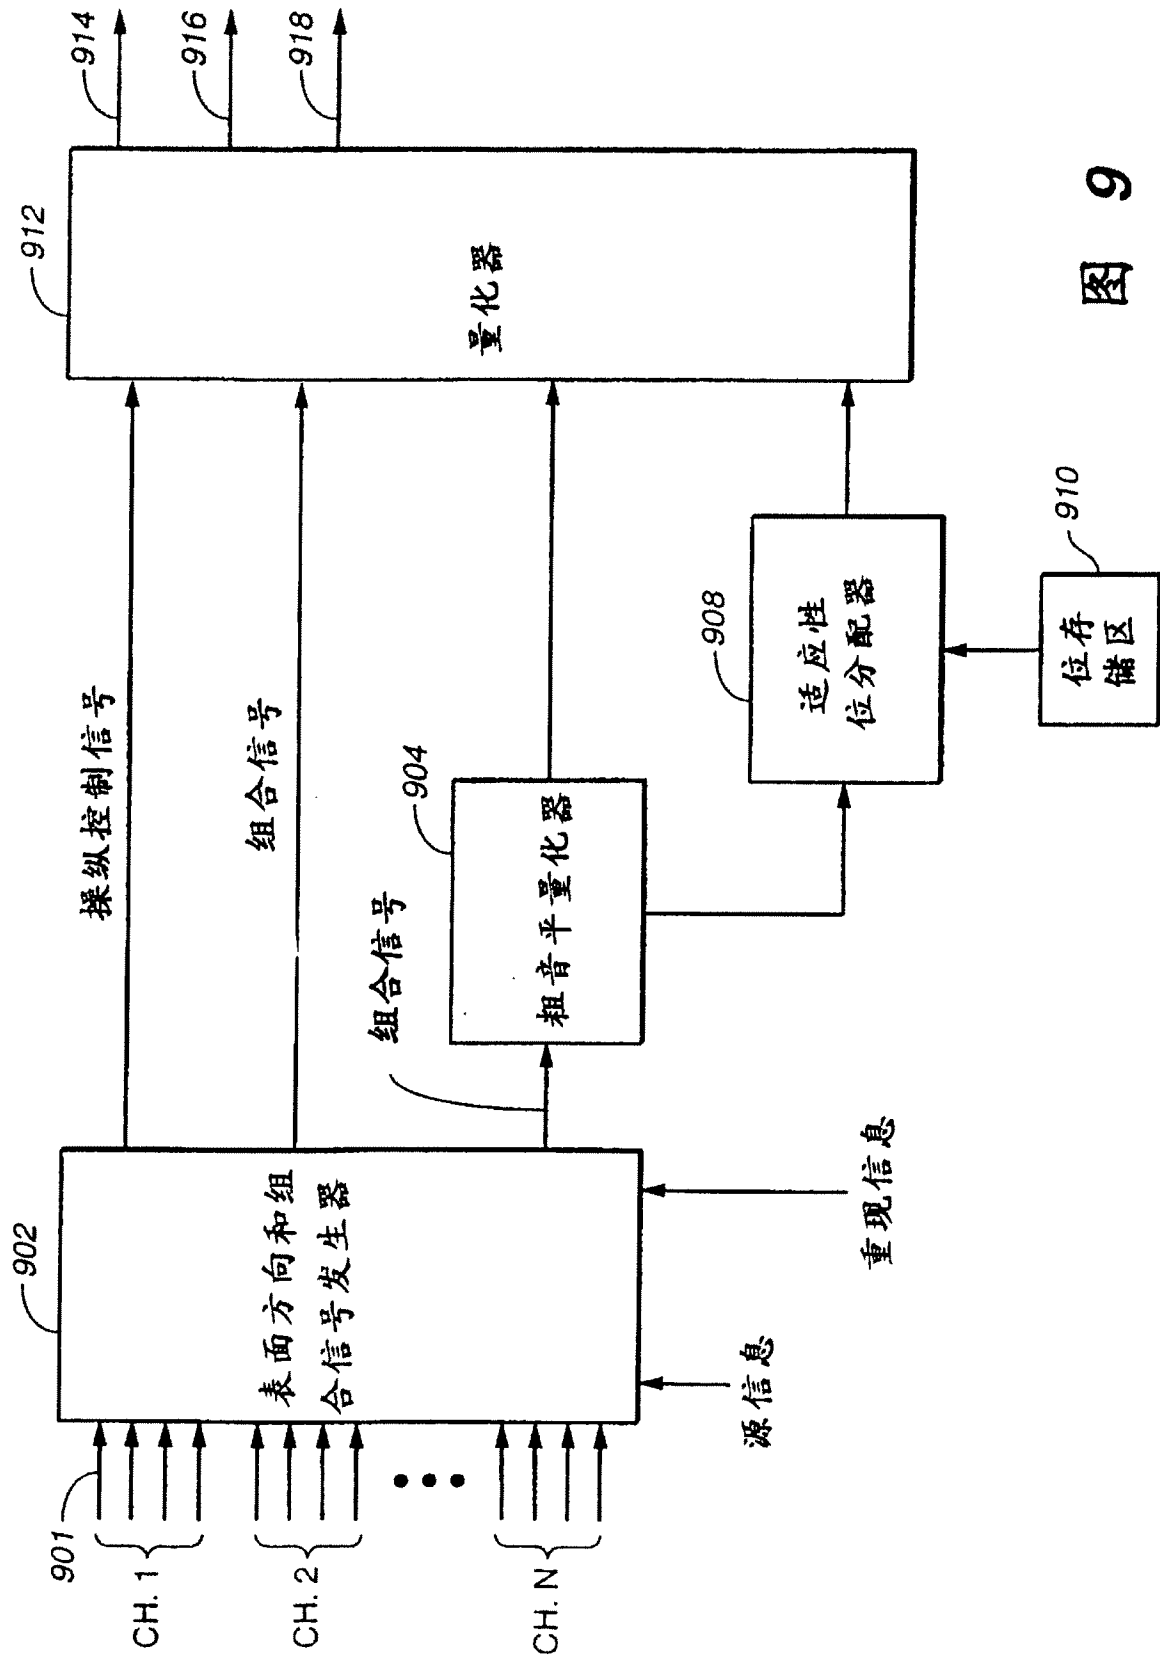 901
CH. 1
CH. 2
CH. N
902
表面方向和组
合信号发生器
源信息
重现信息
操纵控制信号
组合信号
组合信号
904
粗音平量化器
908
适应性
位分配器
910
位存
储区
912
量化器
914
916
918
图 9